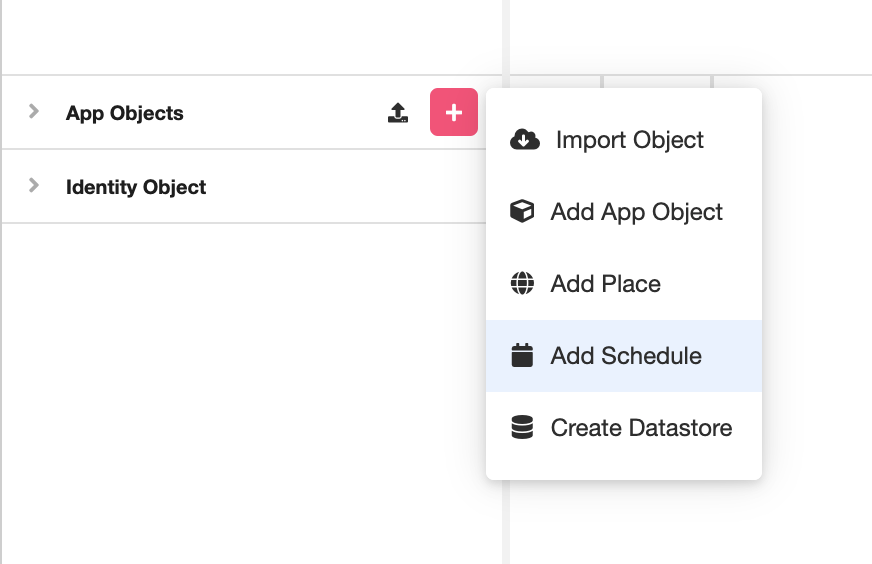 App Objects
Identity Object
Import Object
Add App Object
Add Place
Add Schedule
Create Datastore